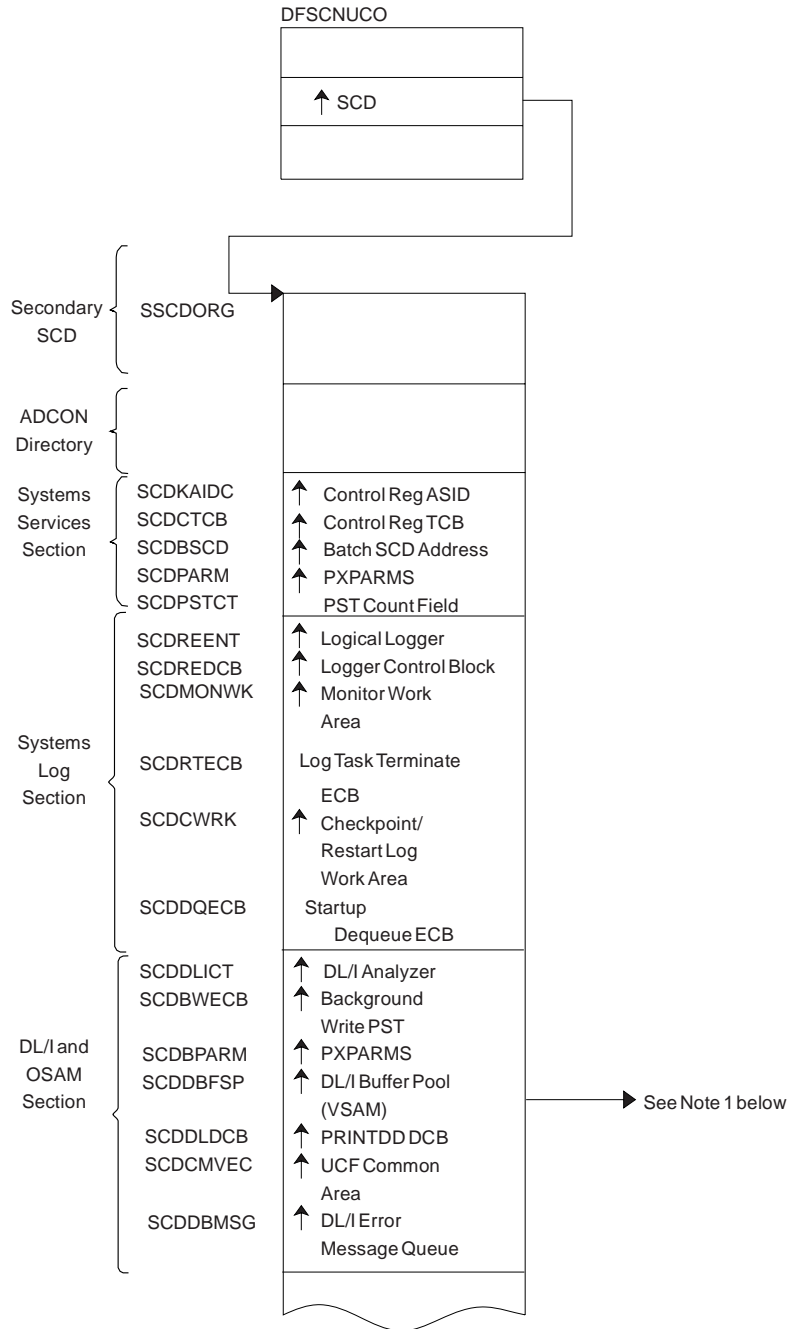 DFSCNUCO
SCD
Secondary
SCD
SSCDORG
ADCON
Directory
Systems
Services
Section
SCDKAIDC Control Reg ASID
SCDCTCB Control Reg TCB
SCDBSCD Batch SCD Address
SCDPARM PXPARMS
SCDPSTCT PST Count Field
Systems
Log
Section
SCDREENT Logical Logger
SCDREDCB Logger Control Block
SCDMONWK Monitor Work
Area
SCDRTECB Log Task Terminate
ECB
SCDCWRK Checkpoint/
Restart Log
Work Area
SCDDQECB Startup
Dequeue ECB
DL/I and
OSAM
Section
SCDDLICT DL/I Analyzer
SCDBWECB Background
Write PST
SCDBPARM PXPARMS
SCDDBFSP DL/I Buffer Pool
(VSAM)
See Note 1 below
SCDDLDCB PRINTDD DCB
SCDCMVEC UCF Common
Area
SCDDBMSG DL/I Error
Message Queue